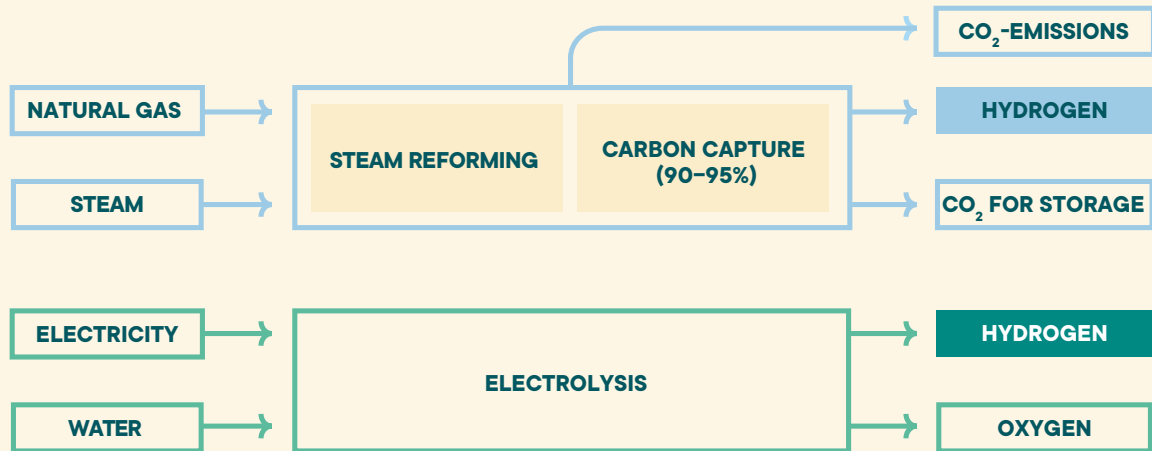 CO₂-EMISSIONS
NATURAL GAS
HYDROGEN
STEAM REFORMING
CARBON CAPTURE
(90–95%)
STEAM
CO₂ FOR STORAGE
ELECTRICITY
HYDROGEN
ELECTROLYSIS
WATER
OXYGEN